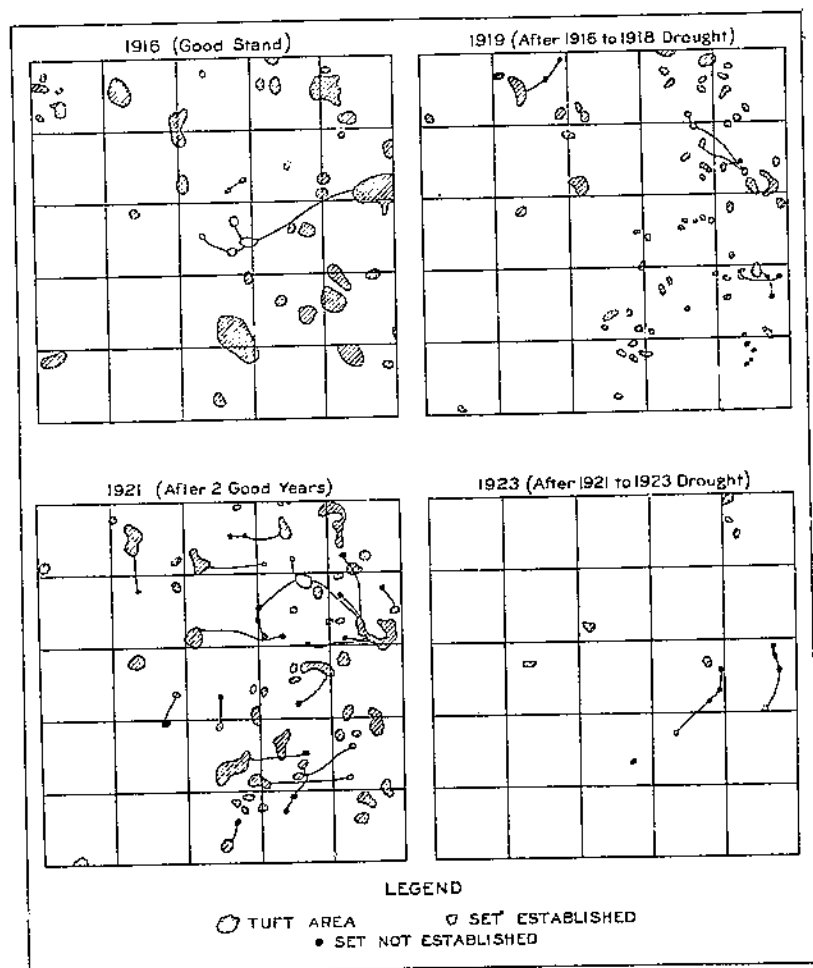 1916 (Good Stand)
1919 (After 1916 to 1918 Drought)
1921 (After 2 Good Years)
1923 (After 1921 to 1923 Drought)
LEGEND
TUFT AREA
SET ESTABLISHED
SET NOT ESTABLISHED